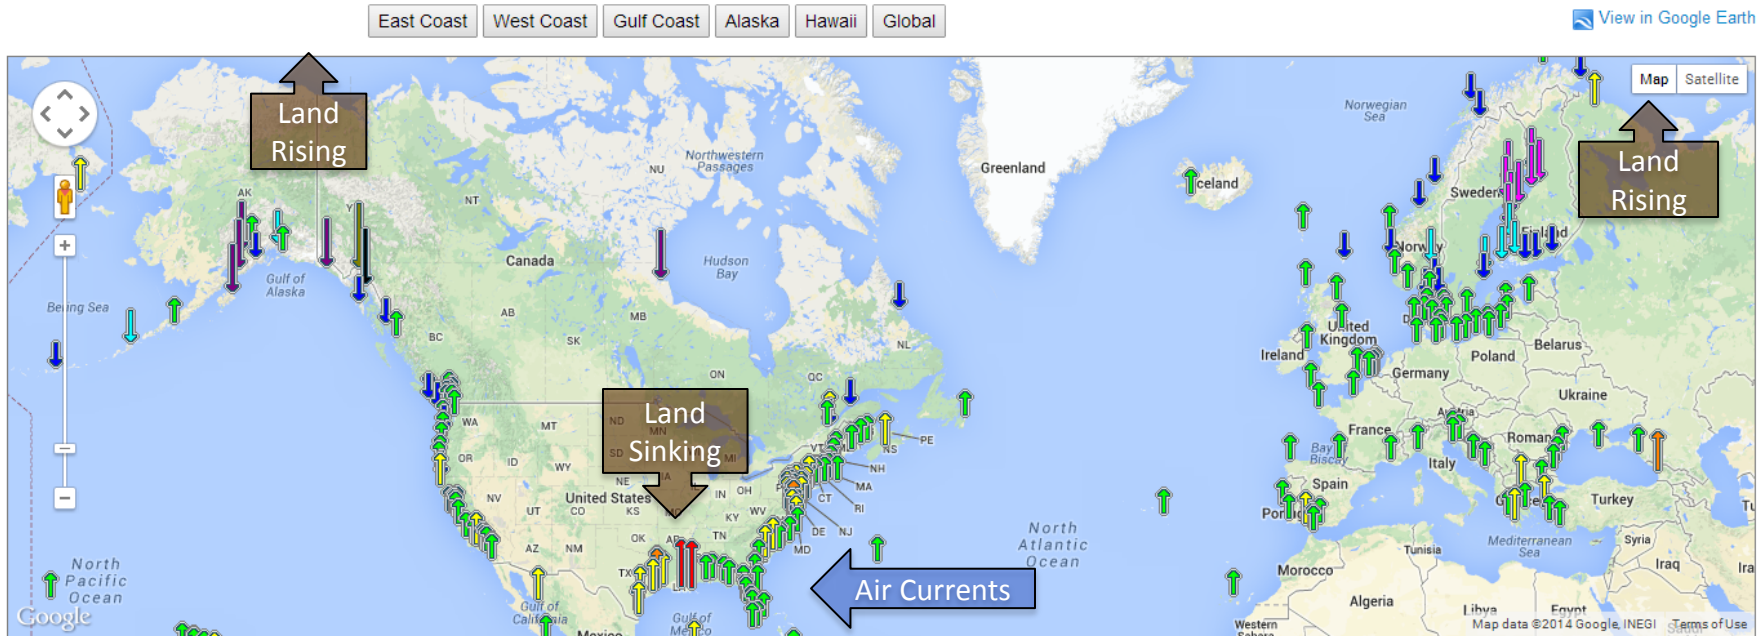 East Coast West Coast Gulf Coast Alaska Hawaii Global
View in Google Earth
Map Satellite
Land
Rising
Land
Rising
Norwegian
Sea
Northwestern
Passages
NU
Greenland
Iceland
Sweden
AK
NT
Finland
Norway
Canada
Hudson
Bay
Gulf of
Alaska
Bering Sea
AB
MB
BC
SK
NL
United
Kingdom
Ireland
Belarus
Poland
Germany
ON
QC
Ukraine
Land
Sinking
WA
MT
ND
MN
VT
PE
NS
Austria
France
Bay
Biscay
Italy
OR
ID
WY
SD
MI
NH
NE
IA
MA
United States
IN
OH
CT
RI
NV
UT
CO
KS
MO
KY
WV
DE
NJ
MD
Spain
Greece
Turkey
North
Atlantic
Ocean
AZ
NM
OK
AR
TN
Mediterranean
Sea
Tunisia
Syria
Iraq
Morocco
North
Pacific
Ocean
TX
LA
Air Currents
Algeria
Libya
Egypt
Gulf of
California
Gulf of
Mexico
Mexico
Western
Google
Map data ©2014 Google, INEGI Terms of Use